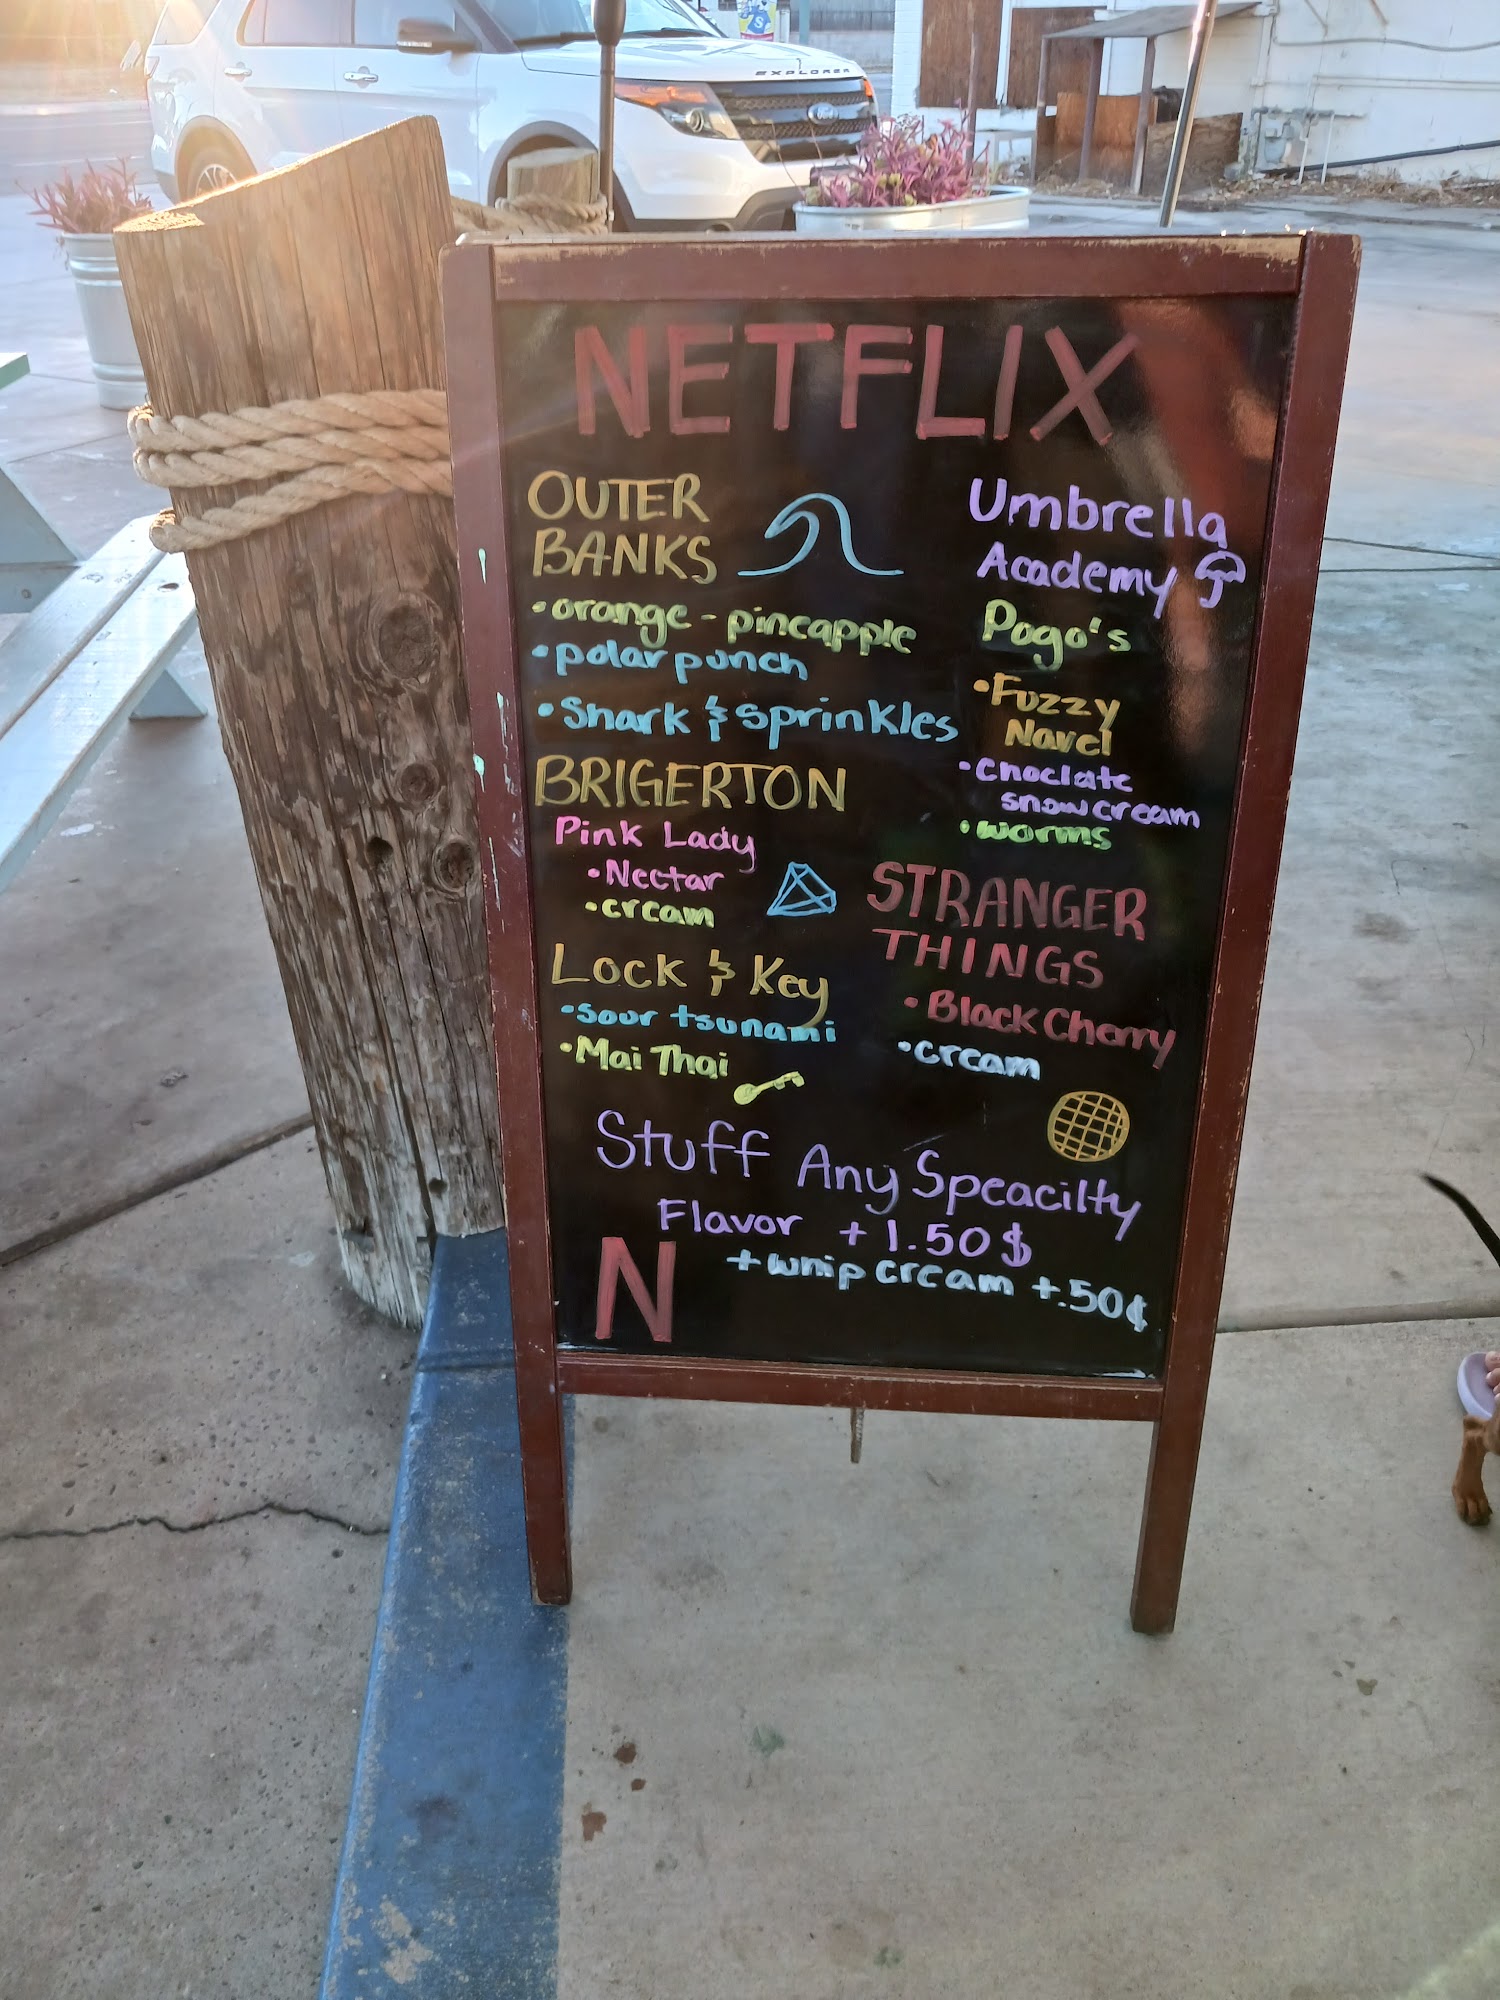 EXPLORER
Ford
NETFLIX
OUTER
BANKS
•orange-pineapple
•polar punch
•Shark & sprinkles
BRIGERTON
Pink Lady
•Nectar
•cream
Lock & Key
•sour tsunami
•Mai Thai
Umbrella
Academy
Pogo's
•Fuzzy
Navel
•choclate
snow cream
•worms
STRANGER
THINGS
•Black Cherry
•cream
Stuff Any Speacilty
Flavor +1.50$
+ whip cream +.50¢
N